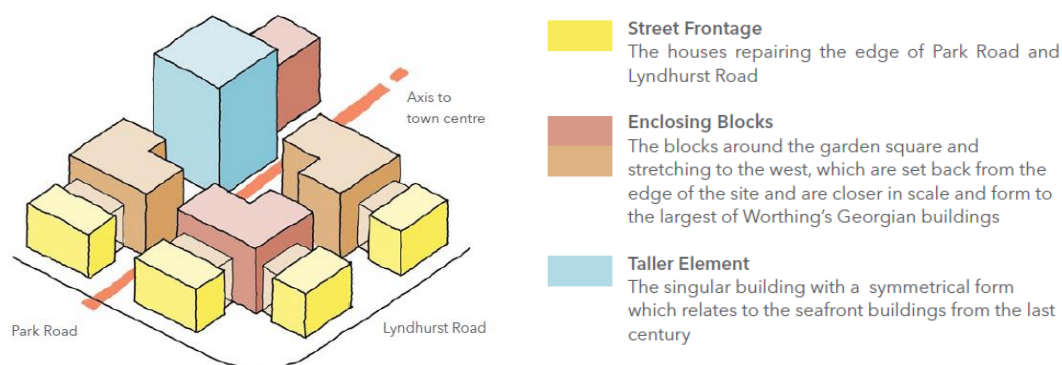 Axis to
town centre
Park Road
Lyndhurst Road
Street Frontage
The houses repairing the edge of Park Road and
Lyndhurst Road
Enclosing Blocks
The blocks around the garden square and
stretching to the west, which are set back from the
edge of the site and are closer in scale and form to
the largest of Worthing's Georgian buildings
Taller Element
The singular building with a symmetrical form
which relates to the seafront buildings from the last
century